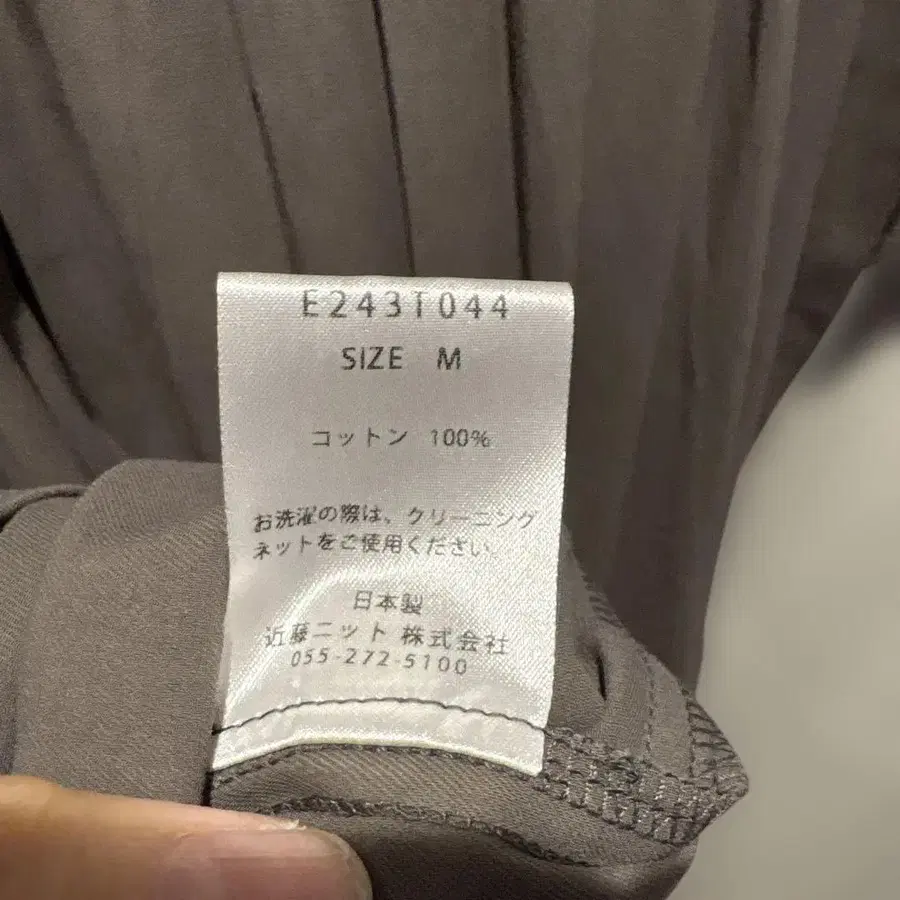 E243T044
SIZE M
コットン 100%
お洗濯の際は、クリーニング
ネットをご使用ください。
日本製
近藤ニット 株式会社
055-272-5100